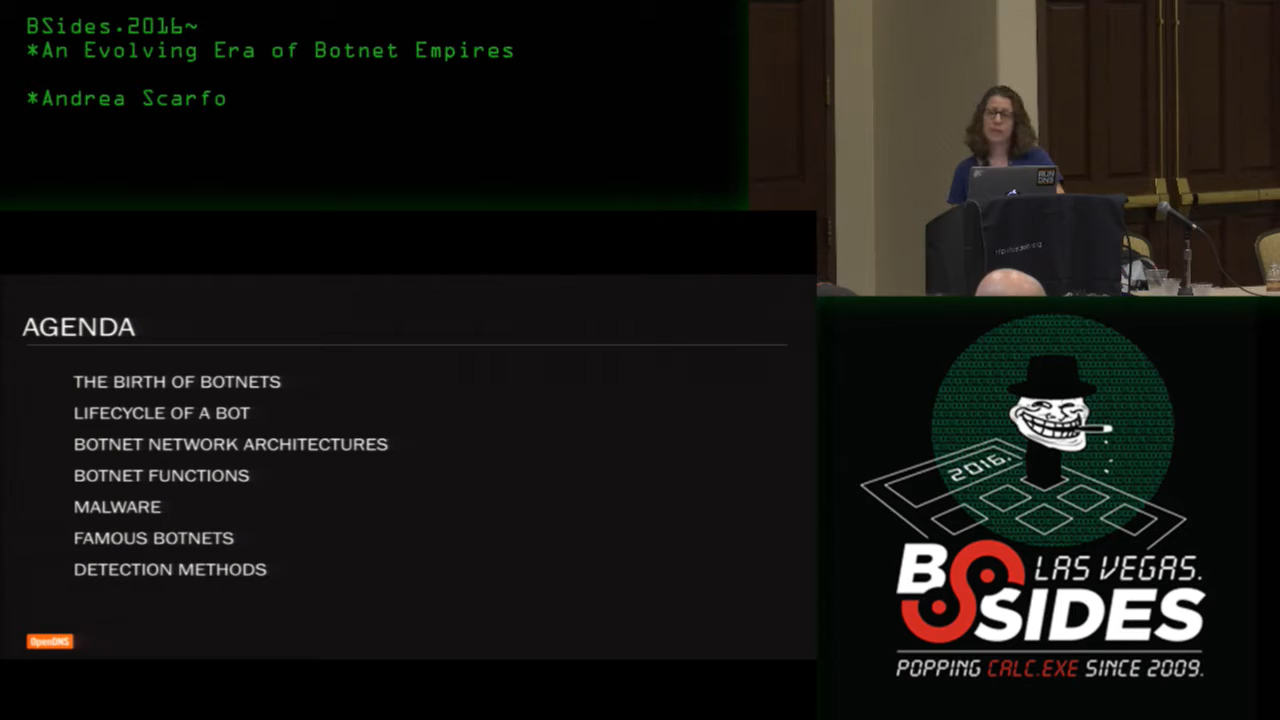 BSides.2016~
*An Evolving Era of Botnet Empires
*Andrea Scarfo
RUN
DNS
AGENDA
THE BIRTH OF BOTNETS
LIFECYCLE OF A BOT
BOTNET NETWORK ARCHITECTURES
BOTNET FUNCTIONS
MALWARE
FAMOUS BOTNETS
DETECTION METHODS
OpenDNS
2016.
BSIDES
LAS VEGAS.
POPPING CALC.EXE SINCE 2009.